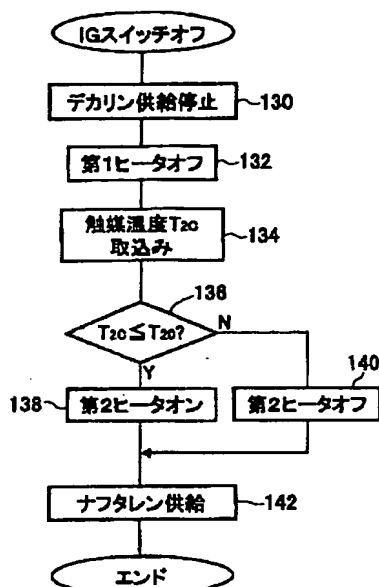 IGスイッチオフ
デカリン供給停止
130
第1ヒータオフ
132
触媒温度T2C
取込み
134
138
T2C≦T20?
N
Y
140
138
第2ヒータオン
第2ヒータオフ
ナフタレン供給
142
エンド